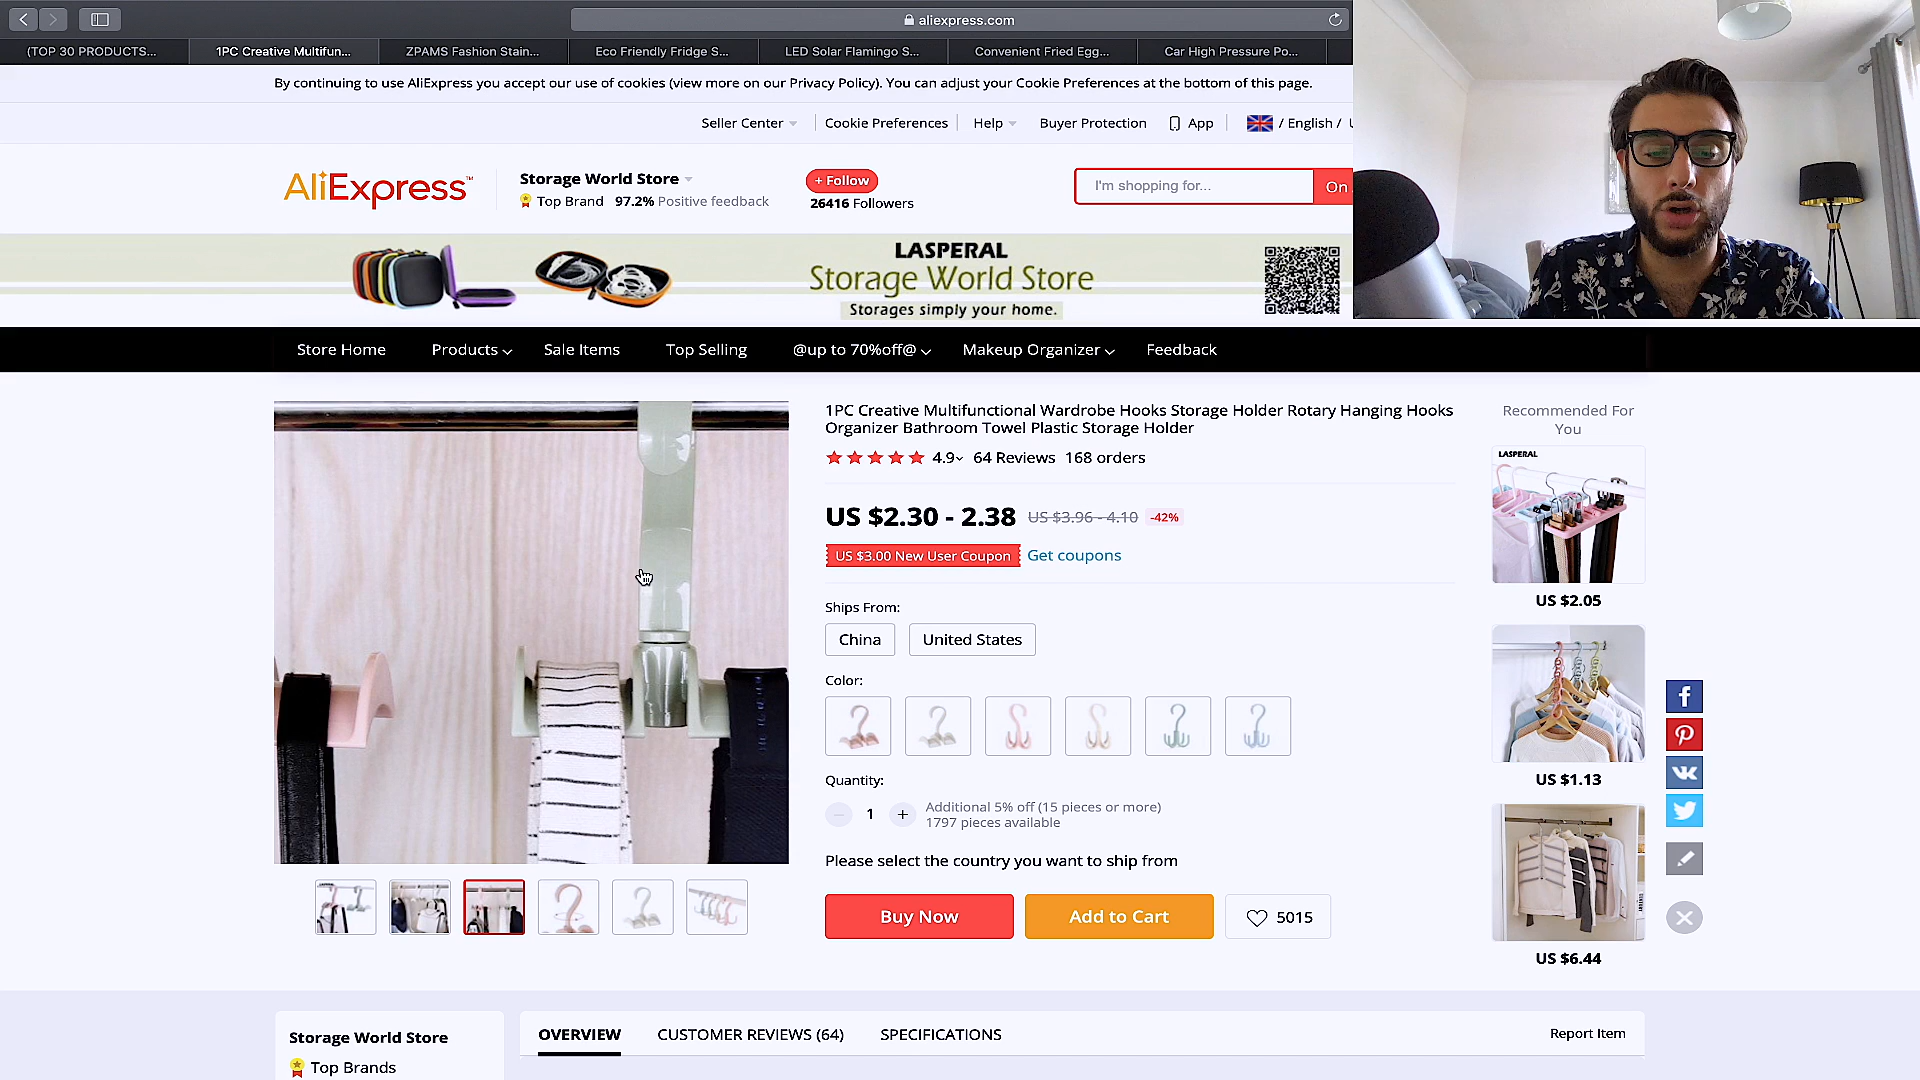 aliexpress.com
(TOP 30 PRODUCTS...
1PC Creative Multifun...
ZPAMS Fashion Stain...
Eco Friendly Fridge S...
LED Solar Flamingo S...
Convenient Fried Egg...
Car High Pressure Po...
By continuing to use AliExpress you accept our use of cookies (view more on our Privacy Policy). You can adjust your Cookie Preferences at the bottom of this page.
Seller Center
Cookie Preferences
Help
Buyer Protection
App
/ English /
AliExpress™
Storage World Store
Top Brand 97.2% Positive feedback
+ Follow
26416 Followers
I'm shopping for...
On
LASPERAL
Storage World Store
Storages simply your home.
Store Home
Products
Sale Items
Top Selling
@up to 70%off@
Makeup Organizer
Feedback
1PC Creative Multifunctional Wardrobe Hooks Storage Holder Rotary Hanging Hooks
Organizer Bathroom Towel Plastic Storage Holder
4.9 64 Reviews 168 orders
US $2.30 - 2.38 US $3.96 - 4.10 -42%
US $3.00 New User Coupon Get coupons
Ships From:
China
United States
Color:
Quantity:
1
Additional 5% off (15 pieces or more)
1797 pieces available
Please select the country you want to ship from
Buy Now
Add to Cart
5015
Recommended For
You
LASPERAL
US $2.05
US $1.13
US $6.44
LASPERAL
Storage World Store
Top Brands
OVERVIEW
CUSTOMER REVIEWS (64)
SPECIFICATIONS
Report Item